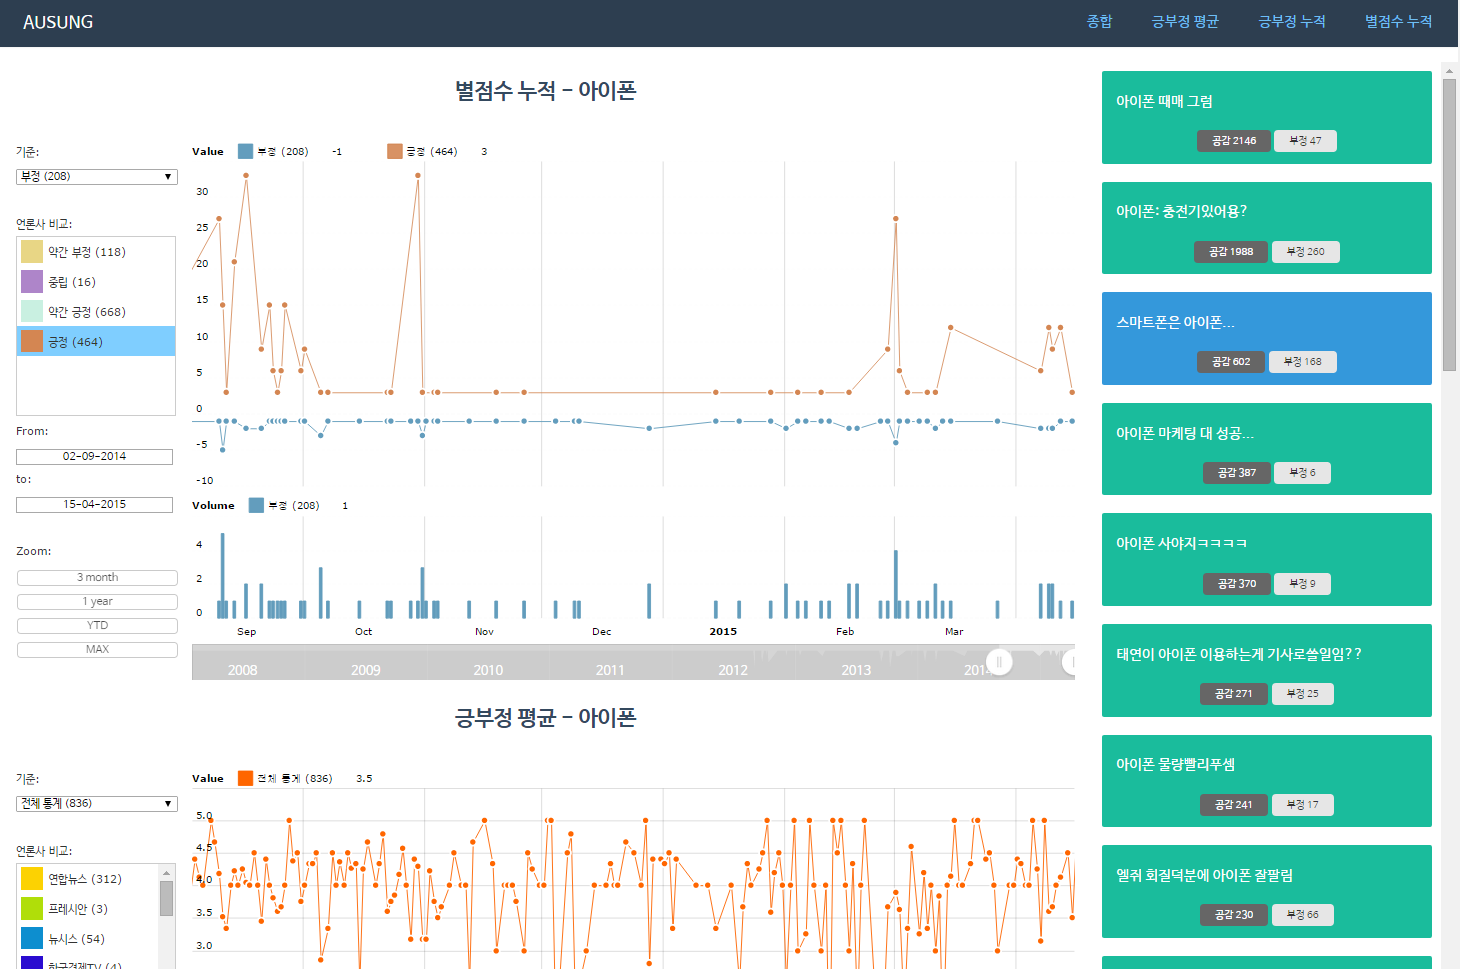 AUSUNG
종합
긍부정 평균
긍부정 누적
별점수 누적
별점수 누적 - 아이폰
기준:
부정 (208)
언론사 비교:
약간 부정 (118)
중립 (16)
약간 긍정 (668)
긍정 (464)
From:
02-09-2014
to:
15-04-2015
Zoom:
3 month
1 year
YTD
MAX
Value 부정 (208) -1 긍정 (464) 3
30
25
20
15
10
5
0
-5
-10
Volume 부정 (208) 1
4
2
0
Sep Oct Nov Dec 2015 Feb Mar
2008 2009 2010 2011 2012 2013 2014
긍부정 평균 - 아이폰
기준:
전체 통계 (836)
언론사 비교:
연합뉴스 (312)
프레시안 (3)
뉴시스 (54)
한국경제TV (4)
Value 전체 통계 (836) 3.5
5.0
4.5
4.0
3.5
3.0
아이폰 때매 그럼
공감 2146 부정 47
아이폰: 충전기있어용?
공감 1988 부정 260
스마트폰은 아이폰...
공감 602 부정 168
아이폰 마케팅 대 성공...
공감 387 부정 6
아이폰 사야지ㅋㅋㅋㅋ
공감 370 부정 9
태연이 아이폰 이용하는게 기사로쓸일임??
공감 271 부정 25
아이폰 물량빨리푸셈
공감 241 부정 17
엘쥐 회질덕분에 아이폰 잘팔림
공감 230 부정 66